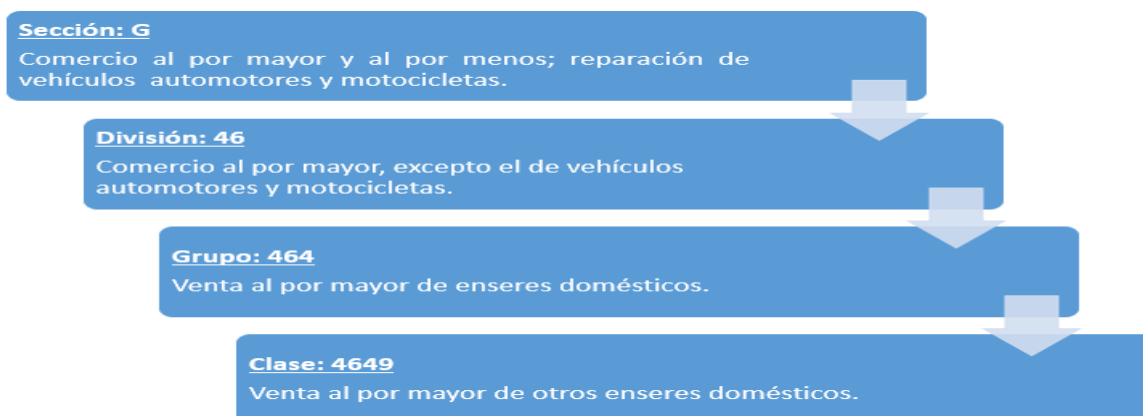 Sección: G
Comercio al por mayor y al por menos; reparación de
vehículos automotores y motocicletas.
División: 46
Comercio al por mayor, excepto el de vehículos
automotores y motocicletas.
Grupo: 464
Venta al por mayor de enseres domésticos.
Clase: 4649
Venta al por mayor de otros enseres domésticos.